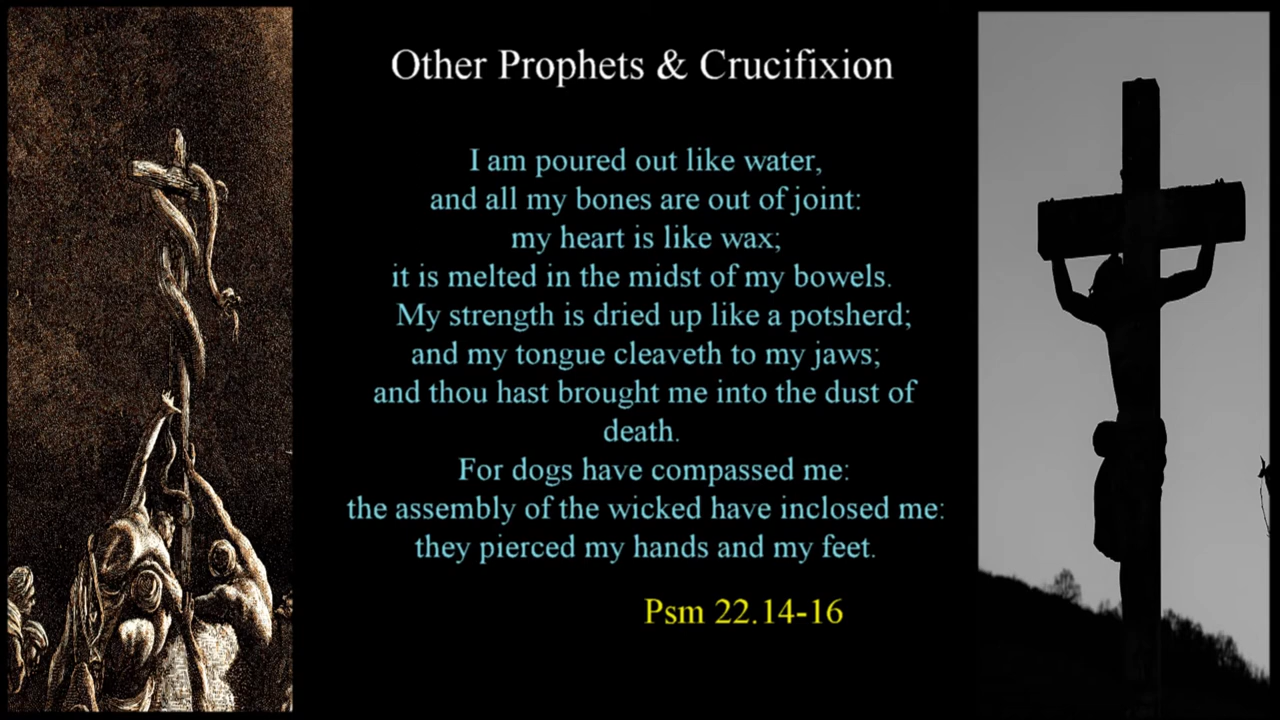 Other Prophets & Crucifixion
I am poured out like water,
and all my bones are out of joint:
my heart is like wax;
it is melted in the midst of my bowels.
My strength is dried up like a potsherd;
and my tongue cleaveth to my jaws;
and thou hast brought me into the dust of
death.
For dogs have compassed me:
the assembly of the wicked have inclosed me:
they pierced my hands and my feet.
Psm 22.14-16